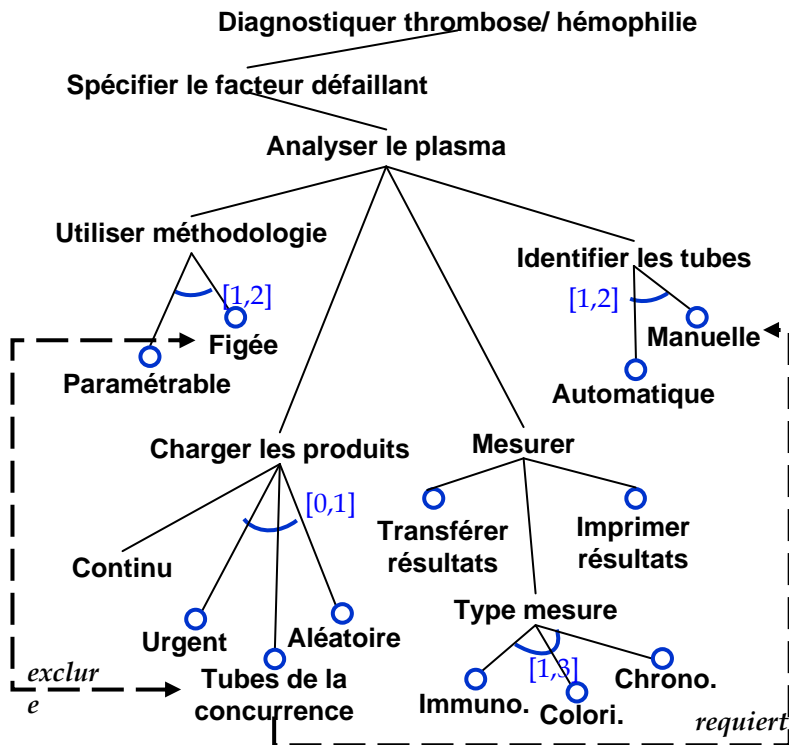 Diagnostiquer thrombose/ hémophilie
Spécifier le facteur défaillant
Analyser le plasma
Utiliser méthodologie
Identifier les tubes
[1,2]
[1,2]
Figée
Manuelle
Paramétrable
Automatique
Charger les produits
Mesurer
[0,1]
Transférer
résultats
Imprimer
résultats
Continu
Type mesure
Urgent
Aléatoire
[1,3]
exclur
e
Tubes de la
concurrence
Immuno.
Colori.
Chrono.
requiert